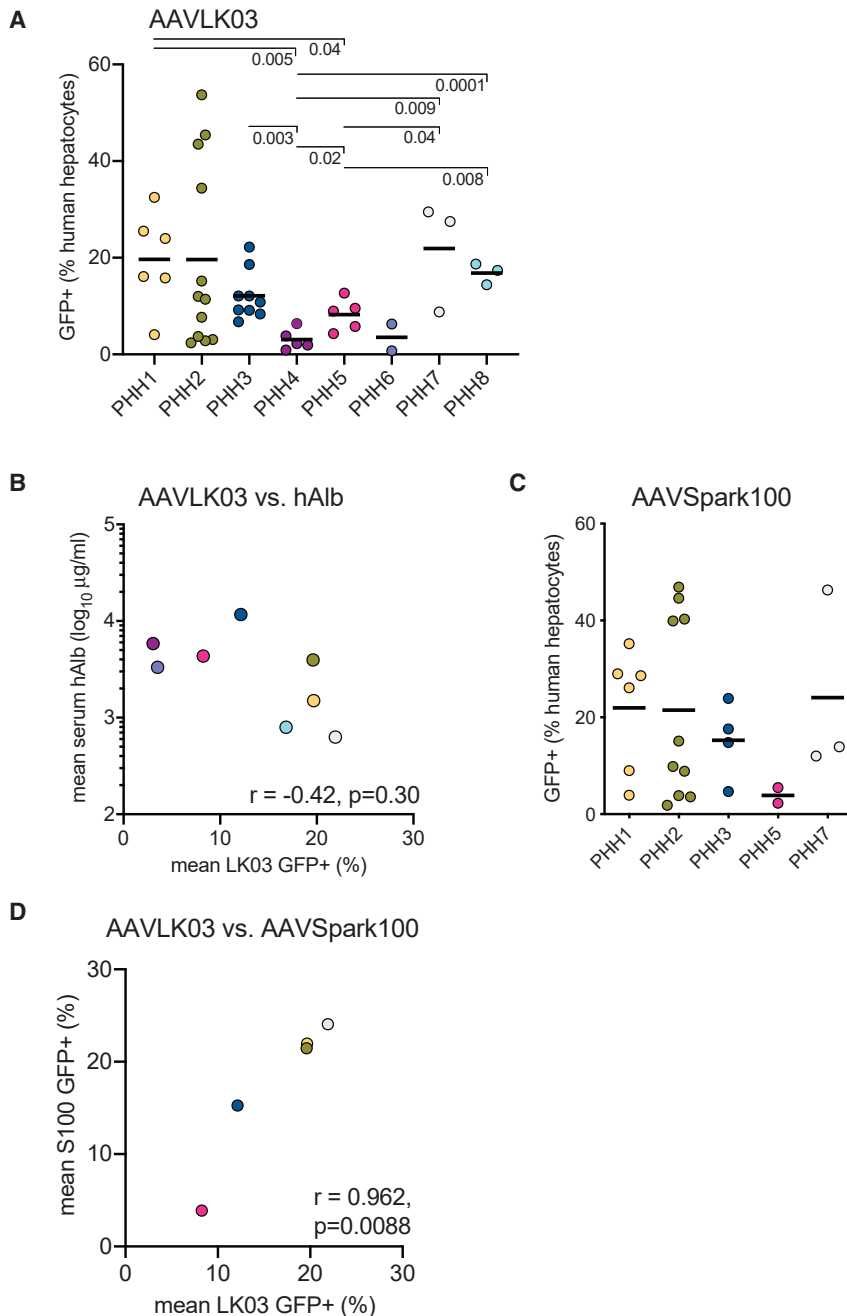 A
AAVLK03
0.04
0.005
0.0001
0.009
0.003
0.04
0.02
0.008
60
40
20
0
GFP+ (% human hepatocytes)
PHH1
PHH2
PHH3
PHH4
PHH5
PHH6
PHH7
PHH8
B
AAVLK03 vs. hAlb
5
4
3
2
mean serum hAlb (log10 µg/ml)
r = -0.42, p=0.30
0
10
20
30
mean LK03 GFP+ (%)
C
AAVSpark100
60
40
20
0
GFP+ (% human hepatocytes)
PHH1
PHH2
PHH3
PHH5
PHH7
D
AAVLK03 vs. AAVSpark100
30
20
10
0
mean S100 GFP+ (%)
r = 0.962,
p=0.0088
0
10
20
30
mean LK03 GFP+ (%)